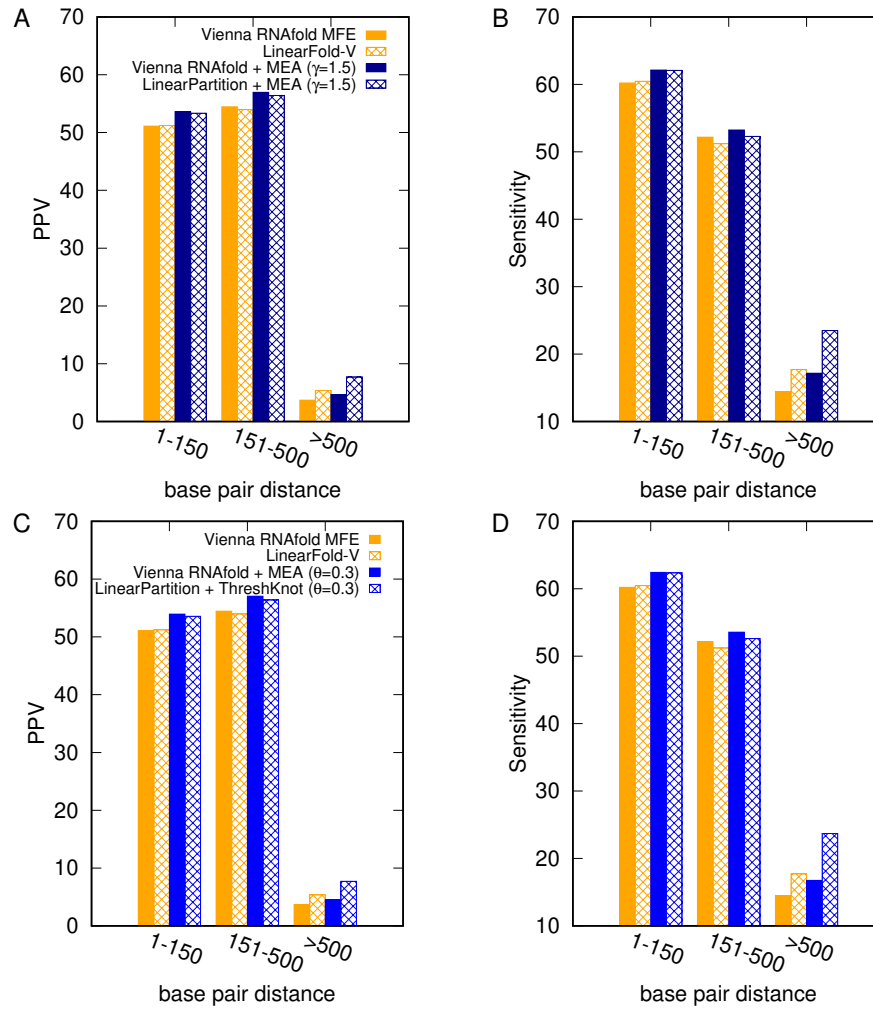 A
70
60
50
40
30
20
10
0
PPV
Vienna RNAfold MFE
LinearFold-V
Vienna RNAfold + MEA (γ=1.5)
LinearPartition + MEA (γ=1.5)
1-150
151-500
>500
base pair distance
B
70
60
50
40
30
20
10
Sensitivity
1-150
151-500
>500
base pair distance
C
70
60
50
40
30
20
10
0
PPV
Vienna RNAfold MFE
LinearFold-V
Vienna RNAfold + MEA (θ=0.3)
LinearPartition + ThreshKnot (θ=0.3)
1-150
151-500
>500
base pair distance
D
70
60
50
40
30
20
10
Sensitivity
1-150
151-500
>500
base pair distance